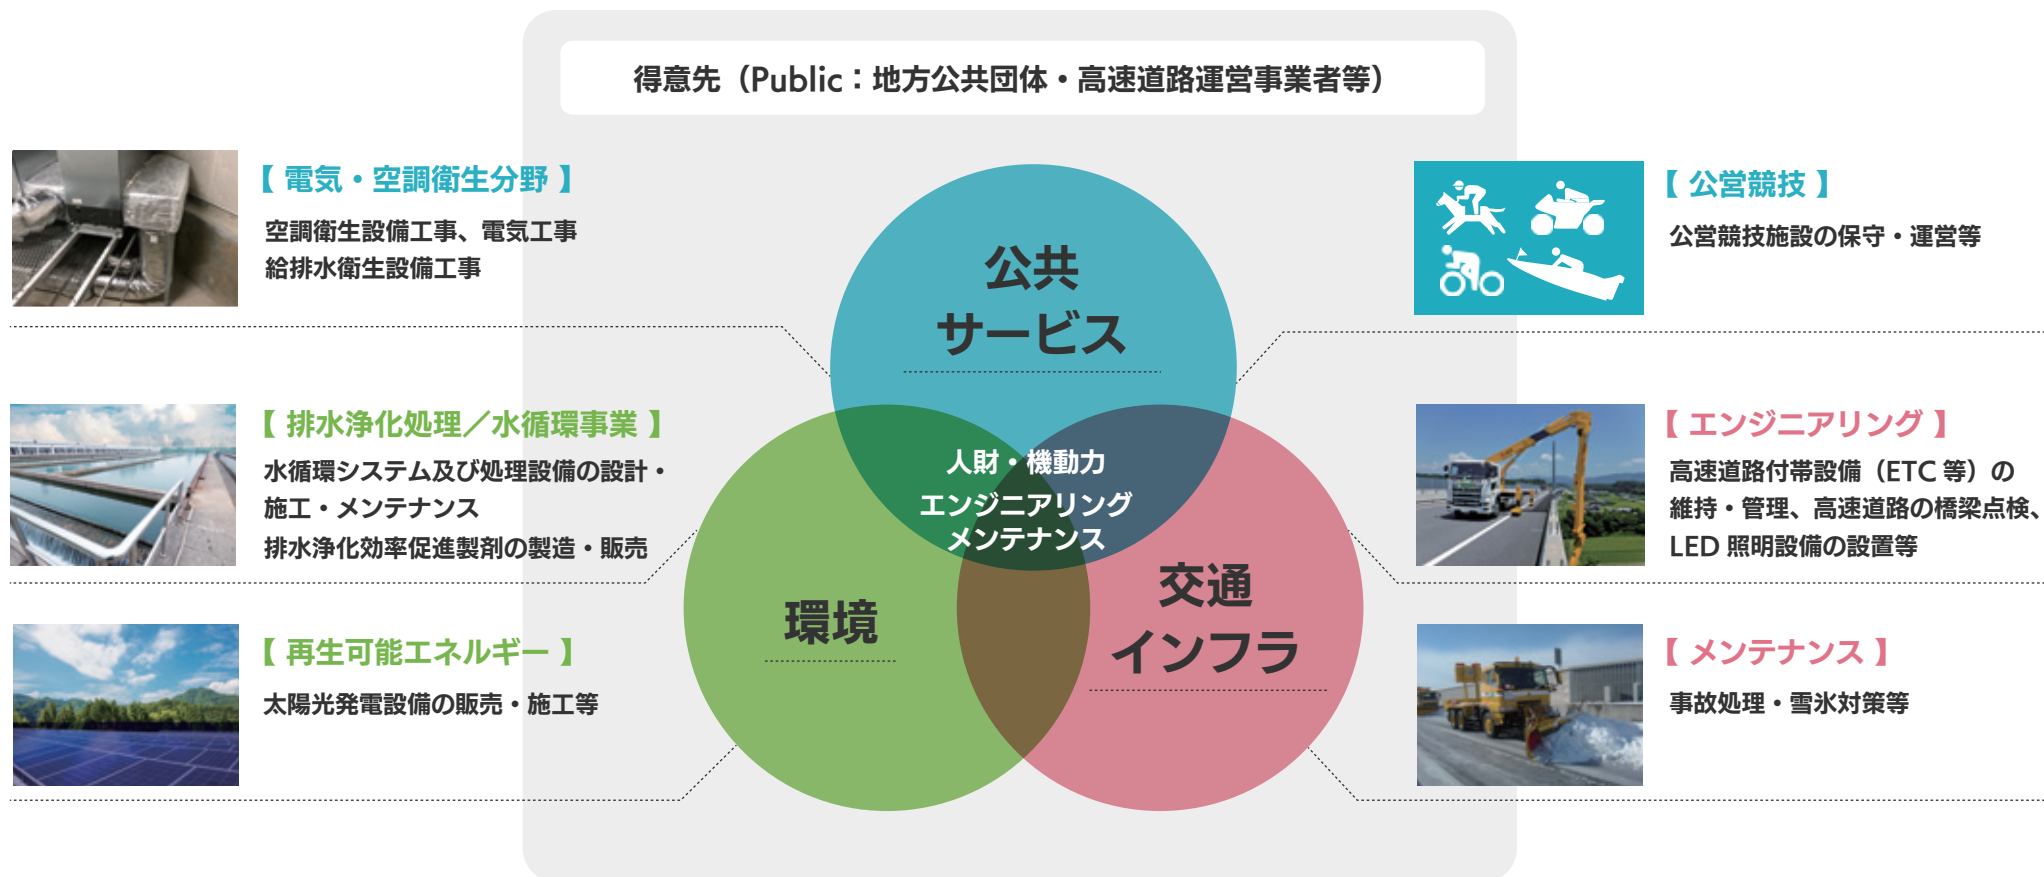 得意先（Public：地方公共団体・高速道路運営事業者等）
【 電気・空調衛生分野 】
空調衛生設備工事、電気工事
給排水衛生設備工事
【 排水浄化処理／水循環事業 】
水循環システム及び処理設備の設計・
施工・メンテナンス
排水浄化効率促進製剤の製造・販売
【 再生可能エネルギー 】
太陽光発電設備の販売・施工等
公共
サービス
人財・機動力
エンジニアリング
メンテナンス
環境
交通
インフラ
【 公営競技 】
公営競技施設の保守・運営等
【 エンジニアリング 】
高速道路付帯設備（ETC 等）の
維持・管理、高速道路の橋梁点検、
LED 照明設備の設置等
【 メンテナンス 】
事故処理・雪氷対策等